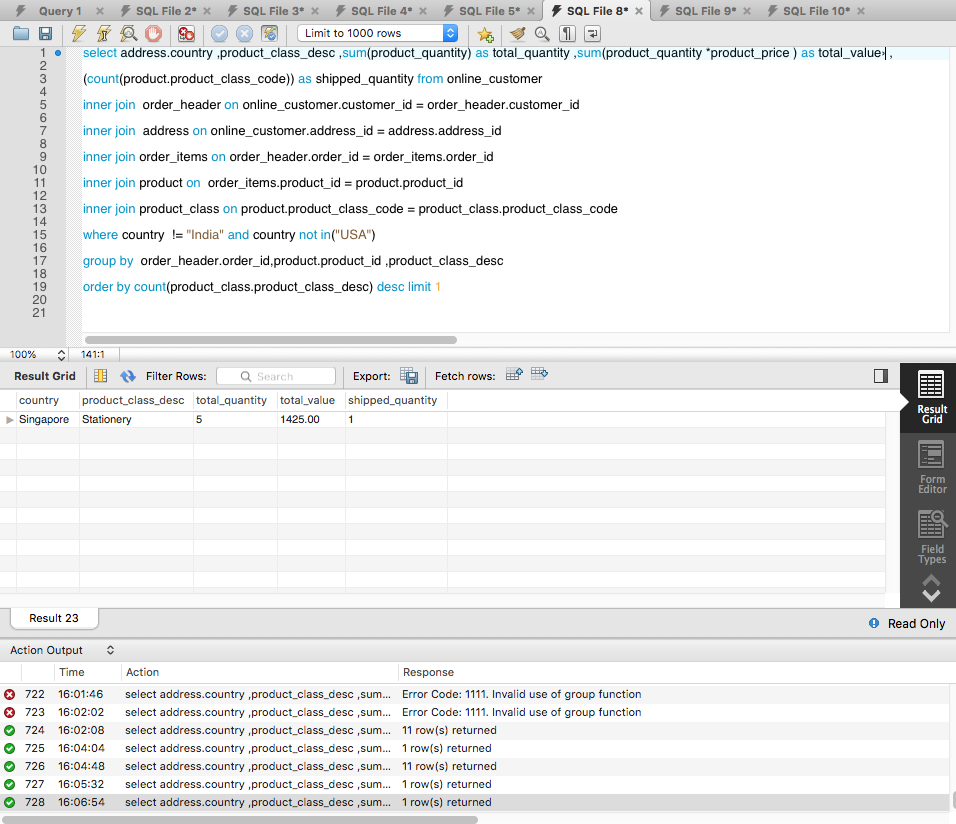 Query 1 SQL File 2* SQL File 3* SQL File 4* SQL File 5* SQL File 8* SQL File 9* SQL File 10*
Limit to 1000 rows
1 select address.country ,product_class_desc ,sum(product_quantity) as total_quantity ,sum(product_quantity *product_price ) as total_value ,
2
3 (count(product.product_class_code)) as shipped_quantity from online_customer
4
5 inner join order_header on online_customer.customer_id = order_header.customer_id
6
7 inner join address on online_customer.address_id = address.address_id
8
9 inner join order_items on order_header.order_id = order_items.order_id
10
11 inner join product on order_items.product_id = product.product_id
12
13 inner join product_class on product.product_class_code = product_class.product_class_code
14
15 where country != "India" and country not in("USA")
16
17 group by order_header.order_id,product.product_id ,product_class_desc
18
19 order by count(product_class.product_class_desc) desc limit 1
20
21
100% 141:1
Result Grid Filter Rows: Search Export: Fetch rows:
country product_class_desc total_quantity total_value shipped_quantity
Singapore Stationery 5 1425.00 1
Result Grid
Form Editor
Field Types
Result 23 Read Only
Action Output
Time Action Response
722 16:01:46 select address.country ,product_class_desc ,sum... Error Code: 1111. Invalid use of group function
723 16:02:02 select address.country ,product_class_desc ,sum... Error Code: 1111. Invalid use of group function
724 16:02:08 select address.country ,product_class_desc ,sum... 11 row(s) returned
725 16:04:04 select address.country ,product_class_desc ,sum... 1 row(s) returned
726 16:04:48 select address.country ,product_class_desc ,sum... 11 row(s) returned
727 16:05:32 select address.country ,product_class_desc ,sum... 1 row(s) returned
728 16:06:54 select address.country ,product_class_desc ,sum... 1 row(s) returned